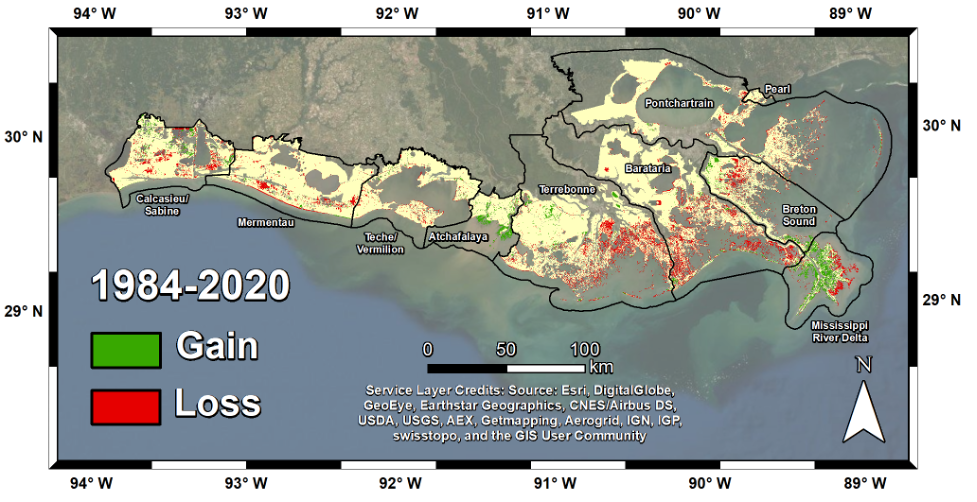 94° W 93° W 92° W 91° W 90° W 89° W
Pearl
Pontchartrain
30° N 30° N
Barataria
Terrebonne
Calcasieu/
Sabine
Breton
Sound
Mermentau
Teche/
Vermilion
Atchafalaya
1984-2020
29° N 29° N
Mississippi
River Delta
Gain
0 50 100
km
N
Loss
Service Layer Credits: Source: Esri, DigitalGlobe,
GeoEye, Earthstar Geographics, CNES/Airbus DS,
USDA, USGS, AEX, Getmapping, Aerogrid, IGN, IGP,
swisstopo, and the GIS User Community
94° W 93° W 92° W 91° W 90° W 89° W